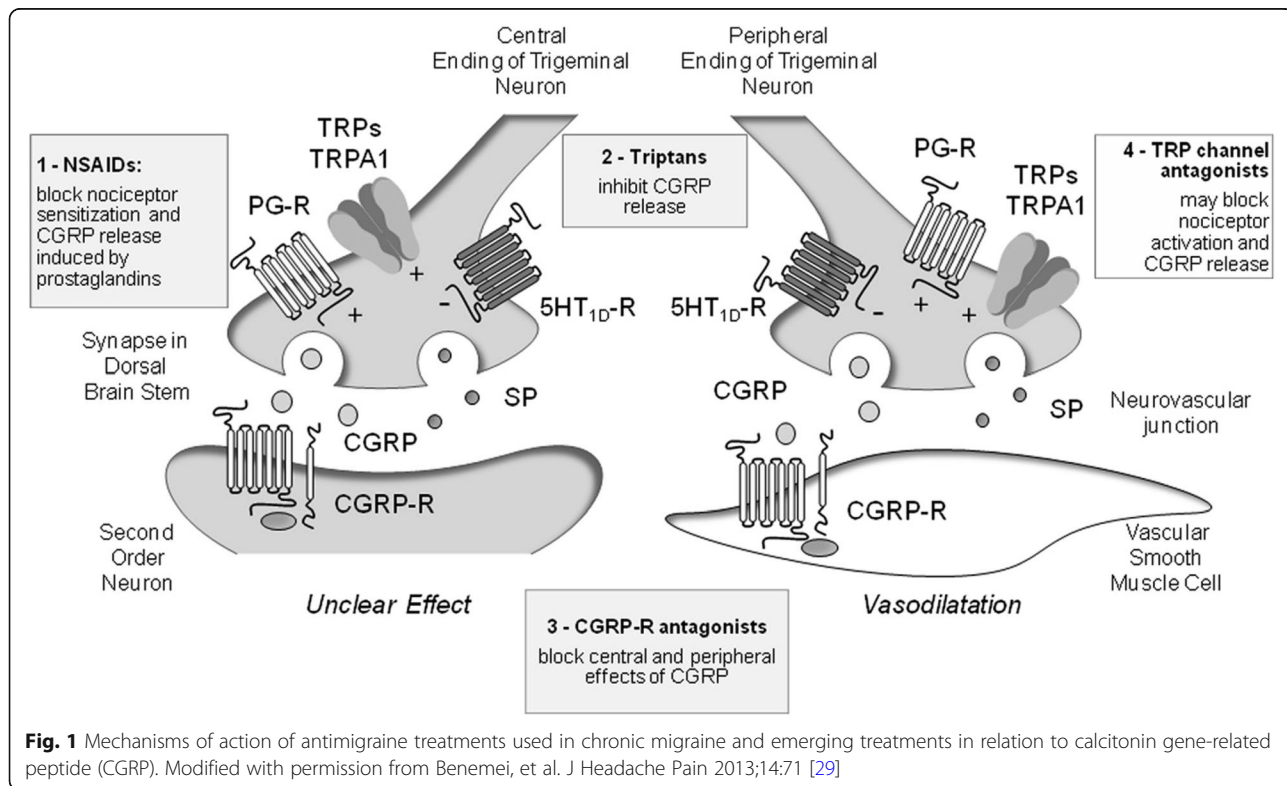 Central
Ending of Trigeminal
Neuron
Peripheral
Ending of Trigeminal
Neuron
1 - NSAIDs:
block nociceptor
sensitization and
CGRP release
induced by
prostaglandins
TRPs
TRPA1
PG-R
2 - Triptans
inhibit CGRP
release
PG-R
TRPs
TRPA1
4 - TRP channel
antagonists
may block
nociceptor
activation and
CGRP release
+
+
-
5HT1D-R
5HT1D-R
-
+
+
Synapse in
Dorsal
Brain Stem
SP
CGRP
CGRP-R
Second
Order
Neuron
Unclear Effect
CGRP
SP
Neurovascular
junction
CGRP-R
Vascular
Smooth
Muscle Cell
Vasodilatation
3 - CGRP-R antagonists
block central and peripheral
effects of CGRP
Fig. 1 Mechanisms of action of antimigraine treatments used in chronic migraine and emerging treatments in relation to calcitonin gene-related
peptide (CGRP). Modified with permission from Benemei, et al. J Headache Pain 2013;14:71 [29]